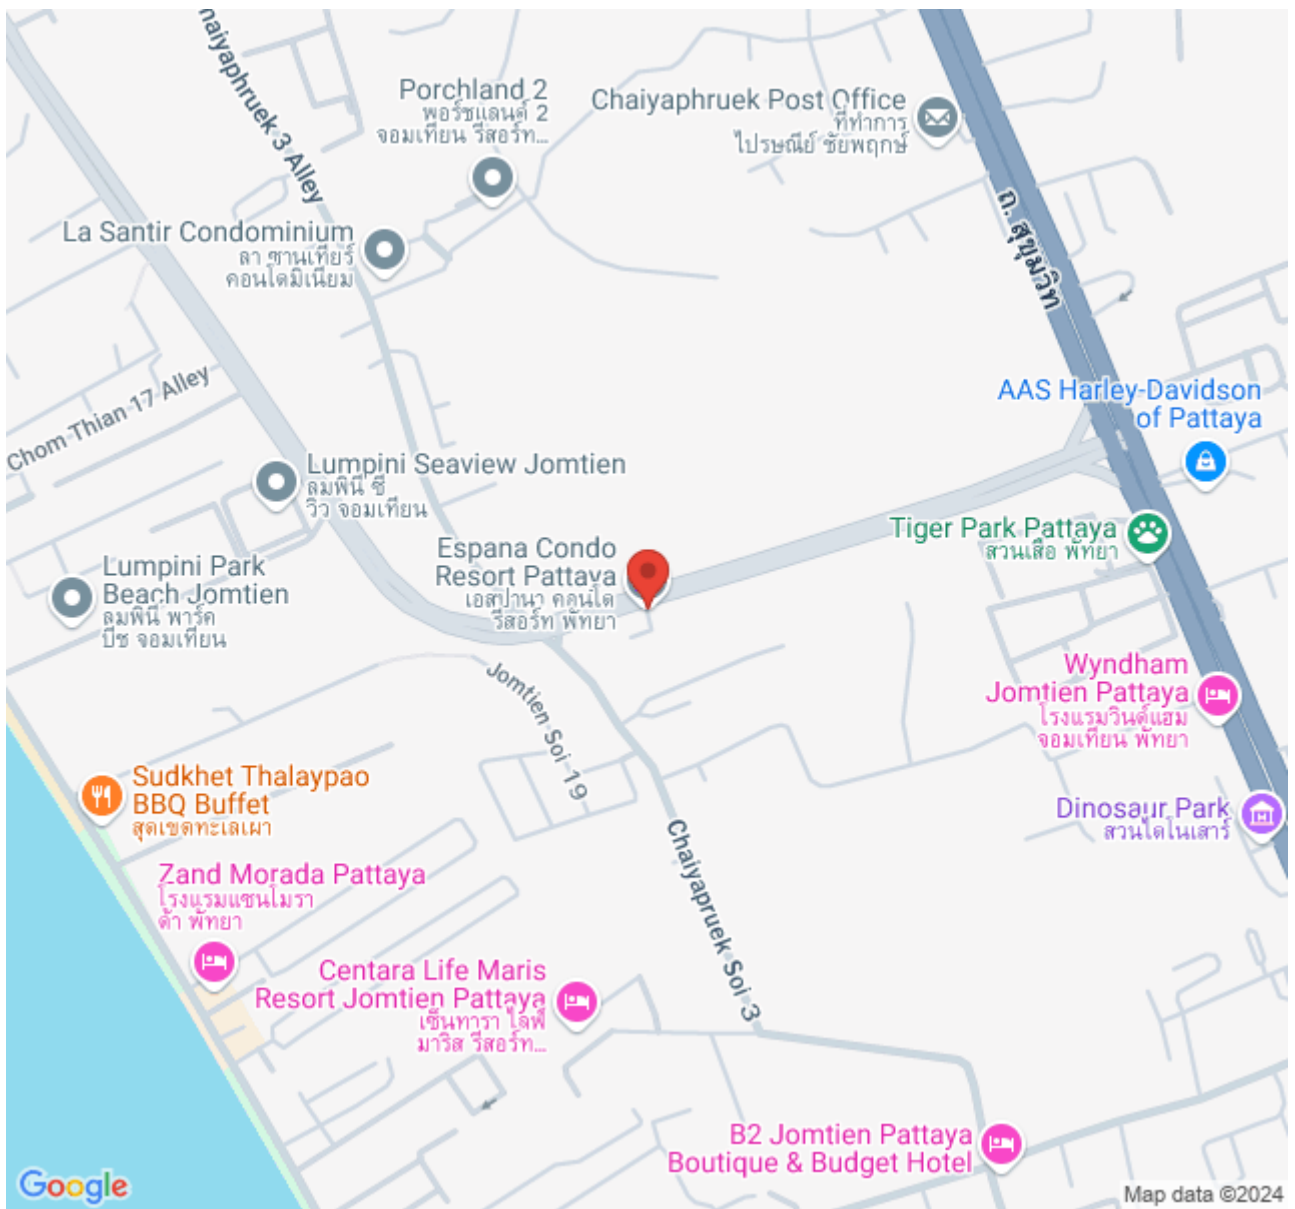 haiyaphruek 3 Alley
Porchland 2
พอร์ชแลนด์ 2
จอมเทียน รีสอร์ท...
Chaiyaphruek Post Office
ที่ทำการ
ไปรษณีย์ ชัยพฤกษ์
ถ. สุขุมวิท
La Santir Condominium
ลา ซานเทียร์
คอนโดมิเนียม
Chom Thian 17 Alley
AAS Harley-Davidson
of Pattaya
Lumpini Seaview Jomtien
ลมพินี ซี
วิว จอมเทียน
Tiger Park Pattaya
สวนเสือ พัทยา
Espana Condo
Resort Pattaya
เอสปานา คอนโด
รีสอร์ท พัทยา
Lumpini Park
Beach Jomtien
ลมพินี พาร์ค
บีช จอมเทียน
Jomtien Soi 19
Wyndham
Jomtien Pattaya
โรงแรมวินด์แฮม
จอมเทียน พัทยา
Sudkhet Thalaypao
BBQ Buffet
สุดเขตทะเลเผา
Dinosaur Park
สวนไดโนเสาร์
Chaiyapruek Soi 3
Zand Morada Pattaya
โรงแรมแซนโมรา
ด้า พัทยา
Centara Life Maris
Resort Jomtien Pattaya
เซ็นทารา ไลฟ์
มาริส รีสอร์ท...
B2 Jomtien Pattaya
Boutique & Budget Hotel
Google
Map data ©2024